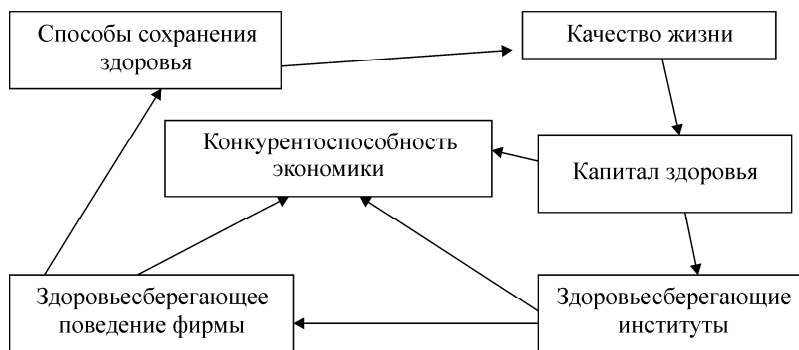 Способы сохранения
здоровья
Качество жизни
Конкурентоспособность
экономики
Капитал здоровья
Здоровьесберегающее
поведение фирмы
Здоровьесберегающие
институты